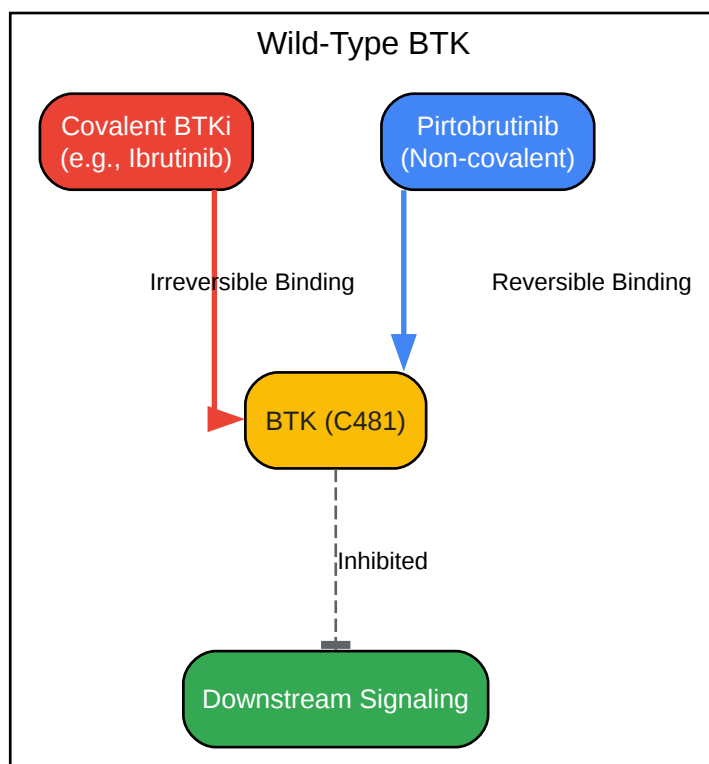 Wild-Type BTK
Covalent BTKi
(e.g., Ibrutinib)
Pirtobrutinib
(Non-covalent)
Irreversible Binding
Reversible Binding
BTK (C481)
Inhibited
Downstream Signaling